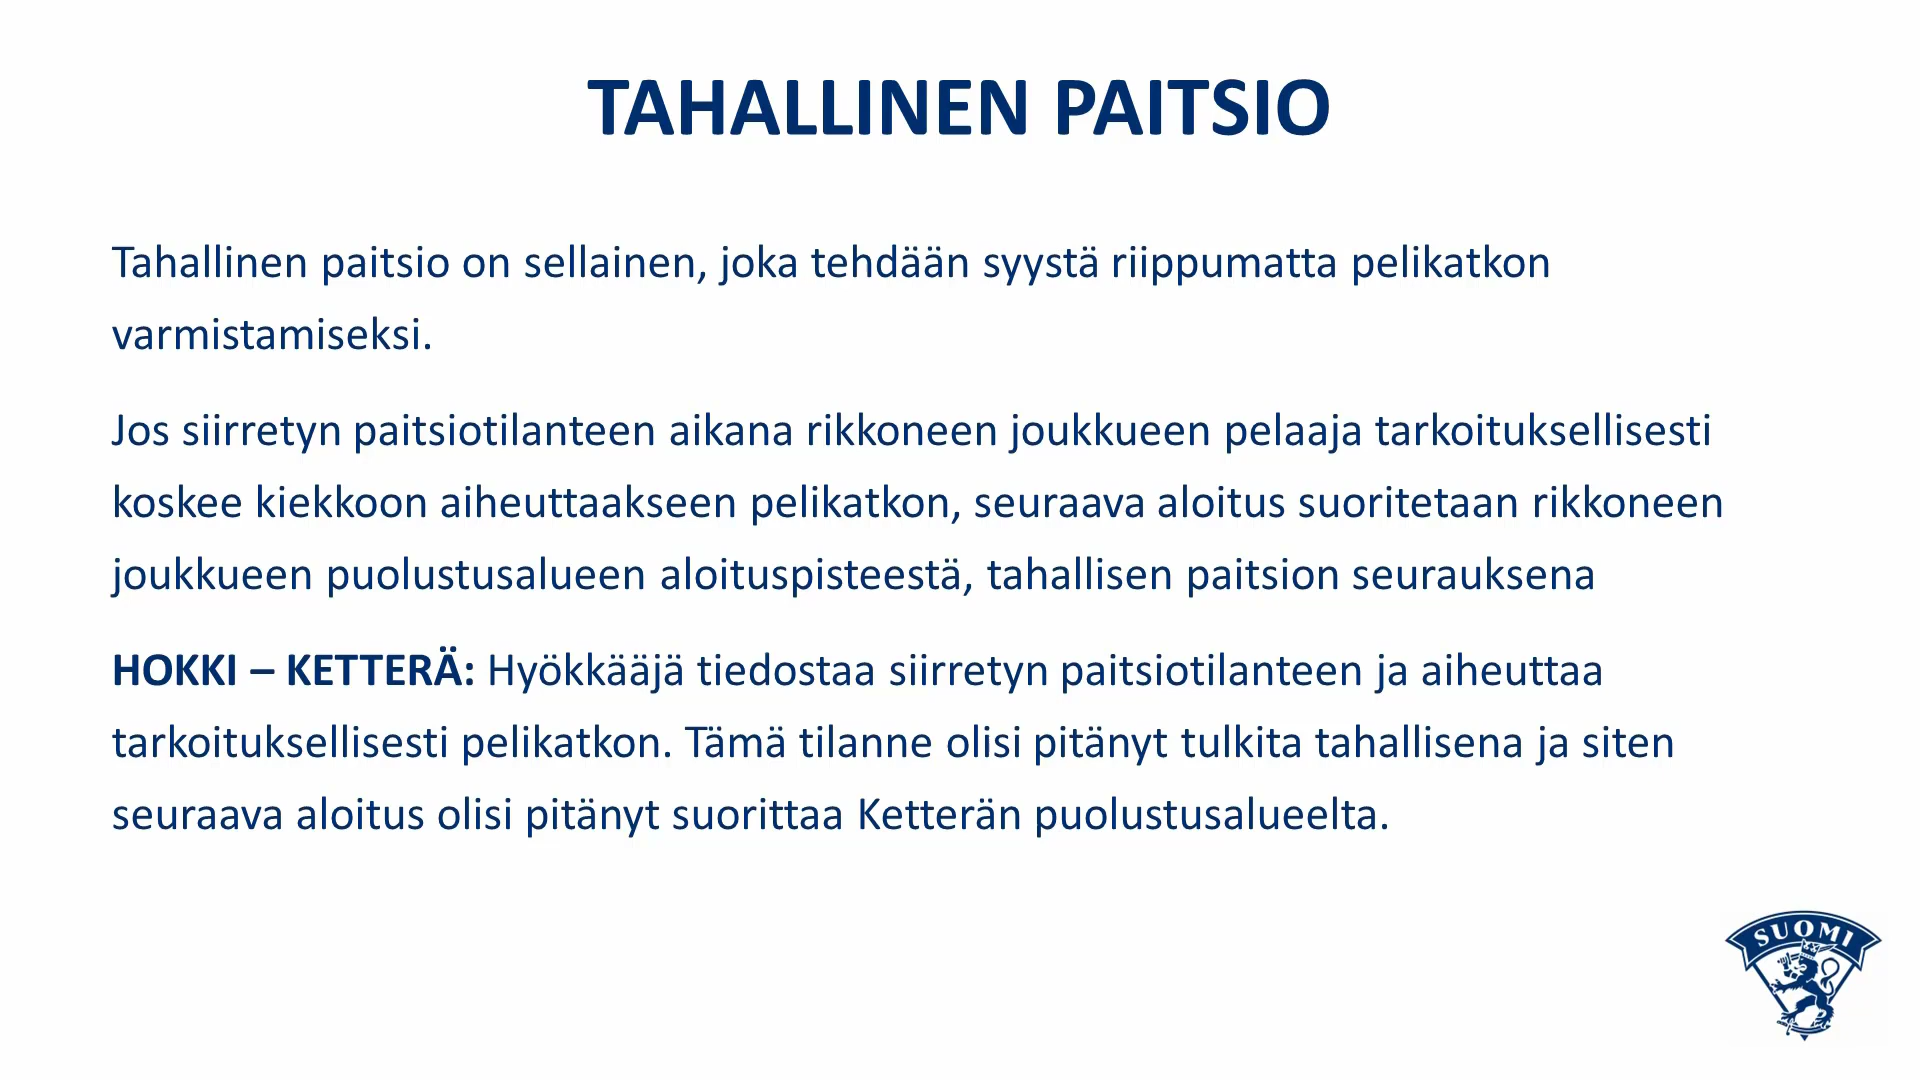 TAHALLINEN PAITSIO
Tahallinen paitsio on sellainen, joka tehdään syystä riippumatta pelikatkon
varmistamiseksi.
Jos siirretyn paitsiotilanteen aikana rikkoneen joukkueen pelaaja tarkoituksellisesti
koskee kiekkoon aiheuttaakseen pelikatkon, seuraava aloitus suoritetaan rikkoneen
joukkueen puolustusalueen aloituspisteestä, tahallisen paitsion seurauksena
HOKKI – KETTERÄ: Hyökkääjä tiedostaa siirretyn paitsiotilanteen ja aiheuttaa
tarkoituksellisesti pelikatkon. Tämä tilanne olisi pitänyt tulkita tahallisena ja siten
seuraava aloitus olisi pitänyt suorittaa Ketterän puolustusalueelta.
SUOMI